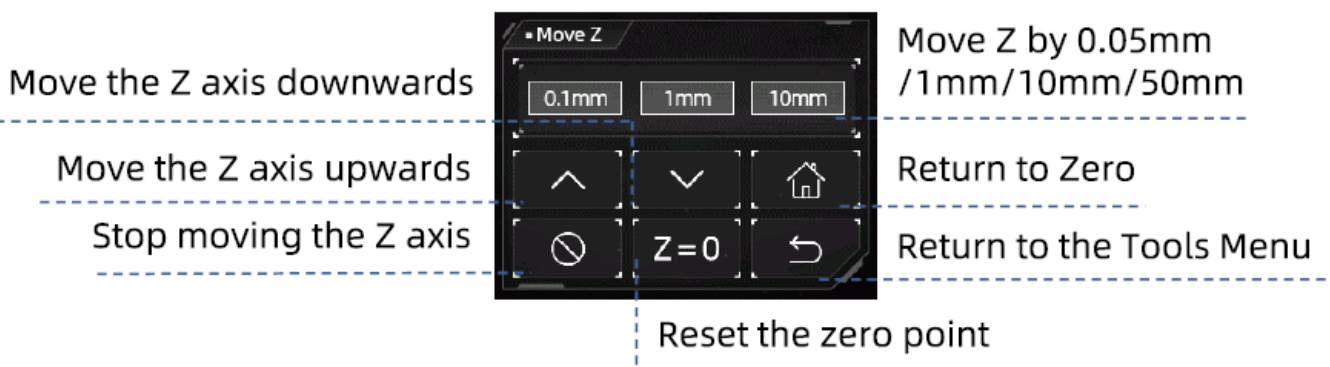 Move Z
0.1mm 1mm 10mm
Z=0
Move the Z axis downwards
Move the Z axis upwards
Stop moving the Z axis
Move Z by 0.05mm
/1mm/10mm/50mm
Return to Zero
Return to the Tools Menu
Reset the zero point